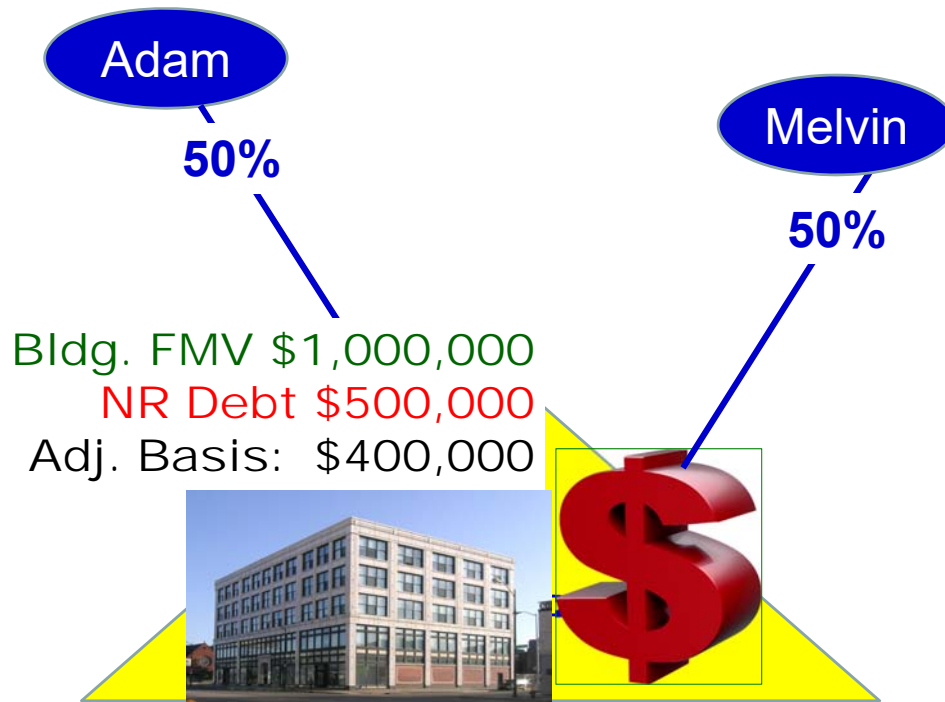 Adam
Melvin
50%
50%
Bldg. FMV $1,000,000
NR Debt $500,000
Adj. Basis: $400,000
$